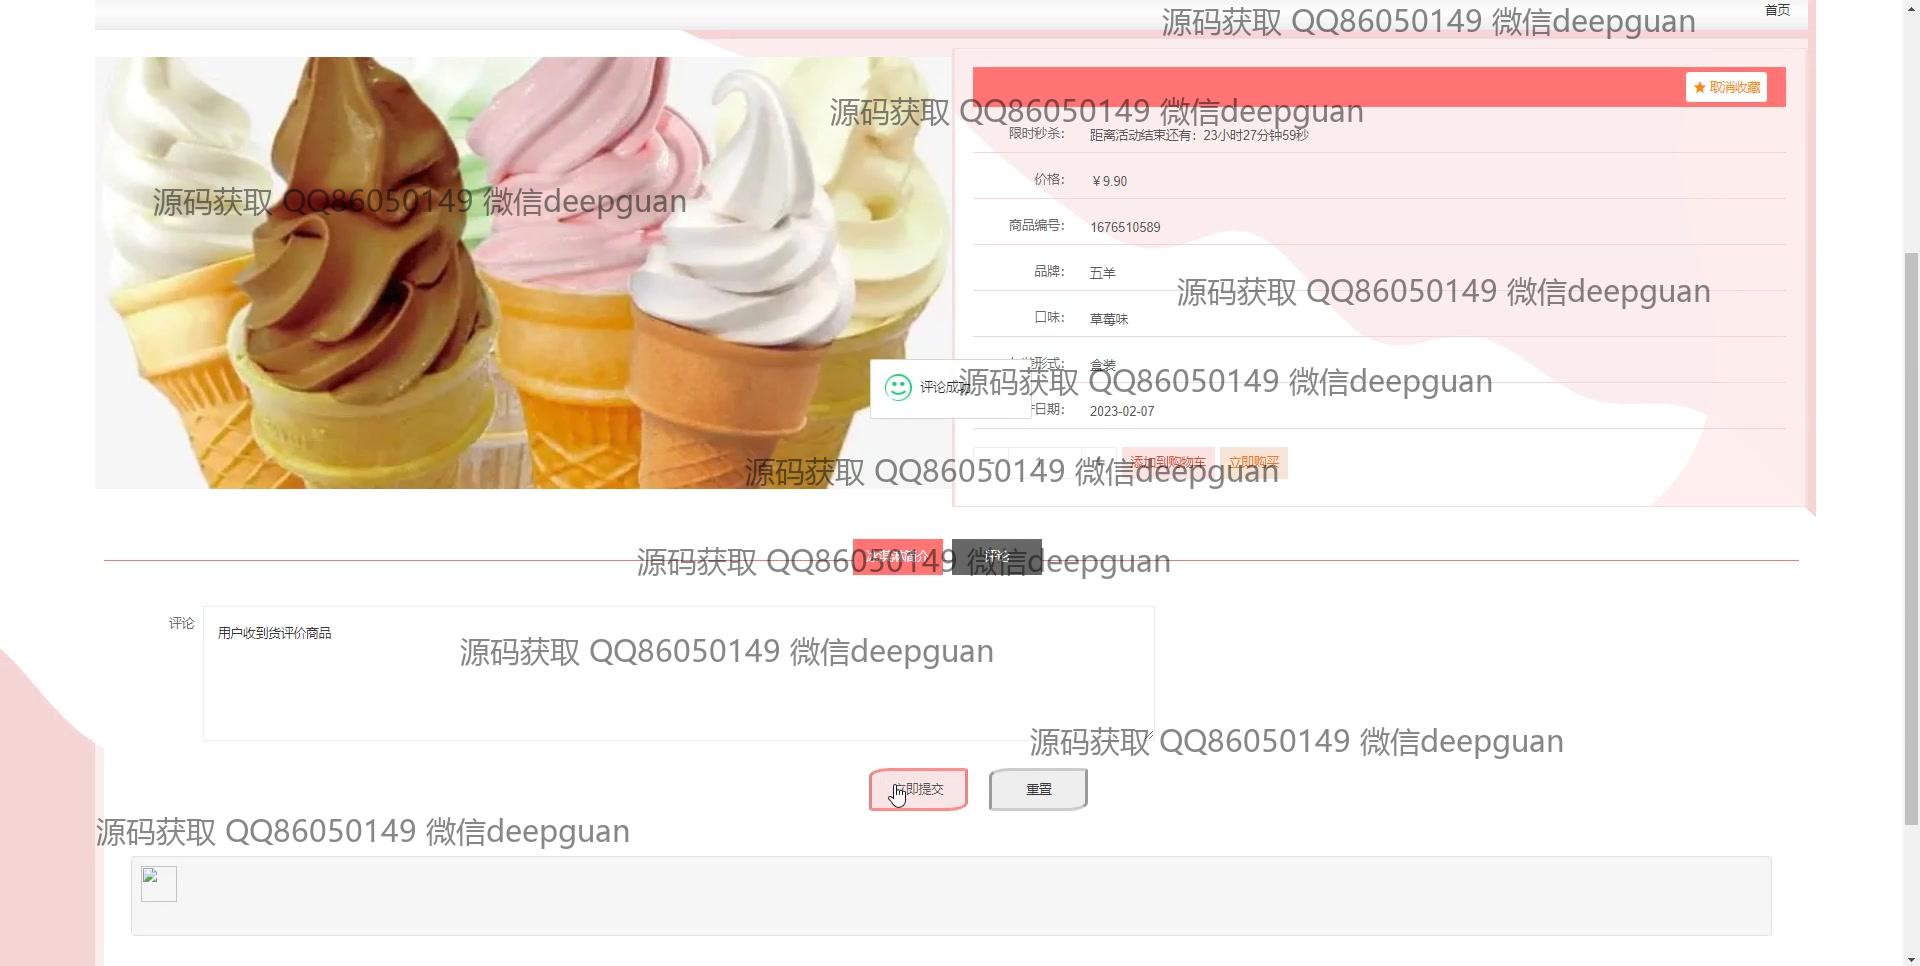 首页
源码获取 QQ86050149 微信deepguan
取消收藏
源码获取 QQ86050149 微信deepguan
限时秒杀： 距离活动结束还有：23小时27分钟59秒
价格： ￥9.90
源码获取 QQ86050149 微信deepguan
商品编号： 1676510589
品牌： 五羊
源码获取 QQ86050149 微信deepguan
口味： 草莓味
形式： 盒装
评论成功
源码获取 QQ86050149 微信deepguan
日期： 2023-02-07
添加到购物车 立即购买
源码获取 QQ86050149 微信deepguan
评论
源码获取 QQ86050149 微信deepguan
评论 用户收到货评价商品
源码获取 QQ86050149 微信deepguan
源码获取 QQ86050149 微信deepguan
立即提交 重置
源码获取 QQ86050149 微信deepguan